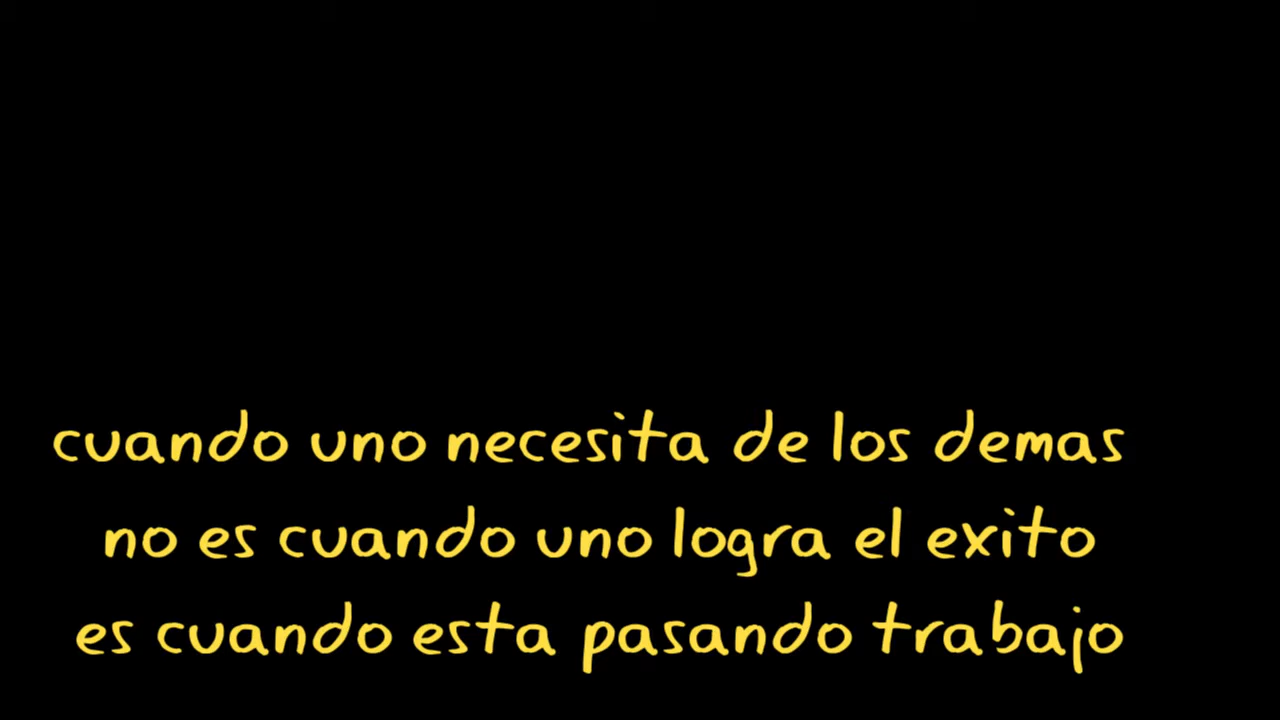 cuando uno necesita de los demas
no es cuando uno logra el exito
es cuando esta pasando trabajo